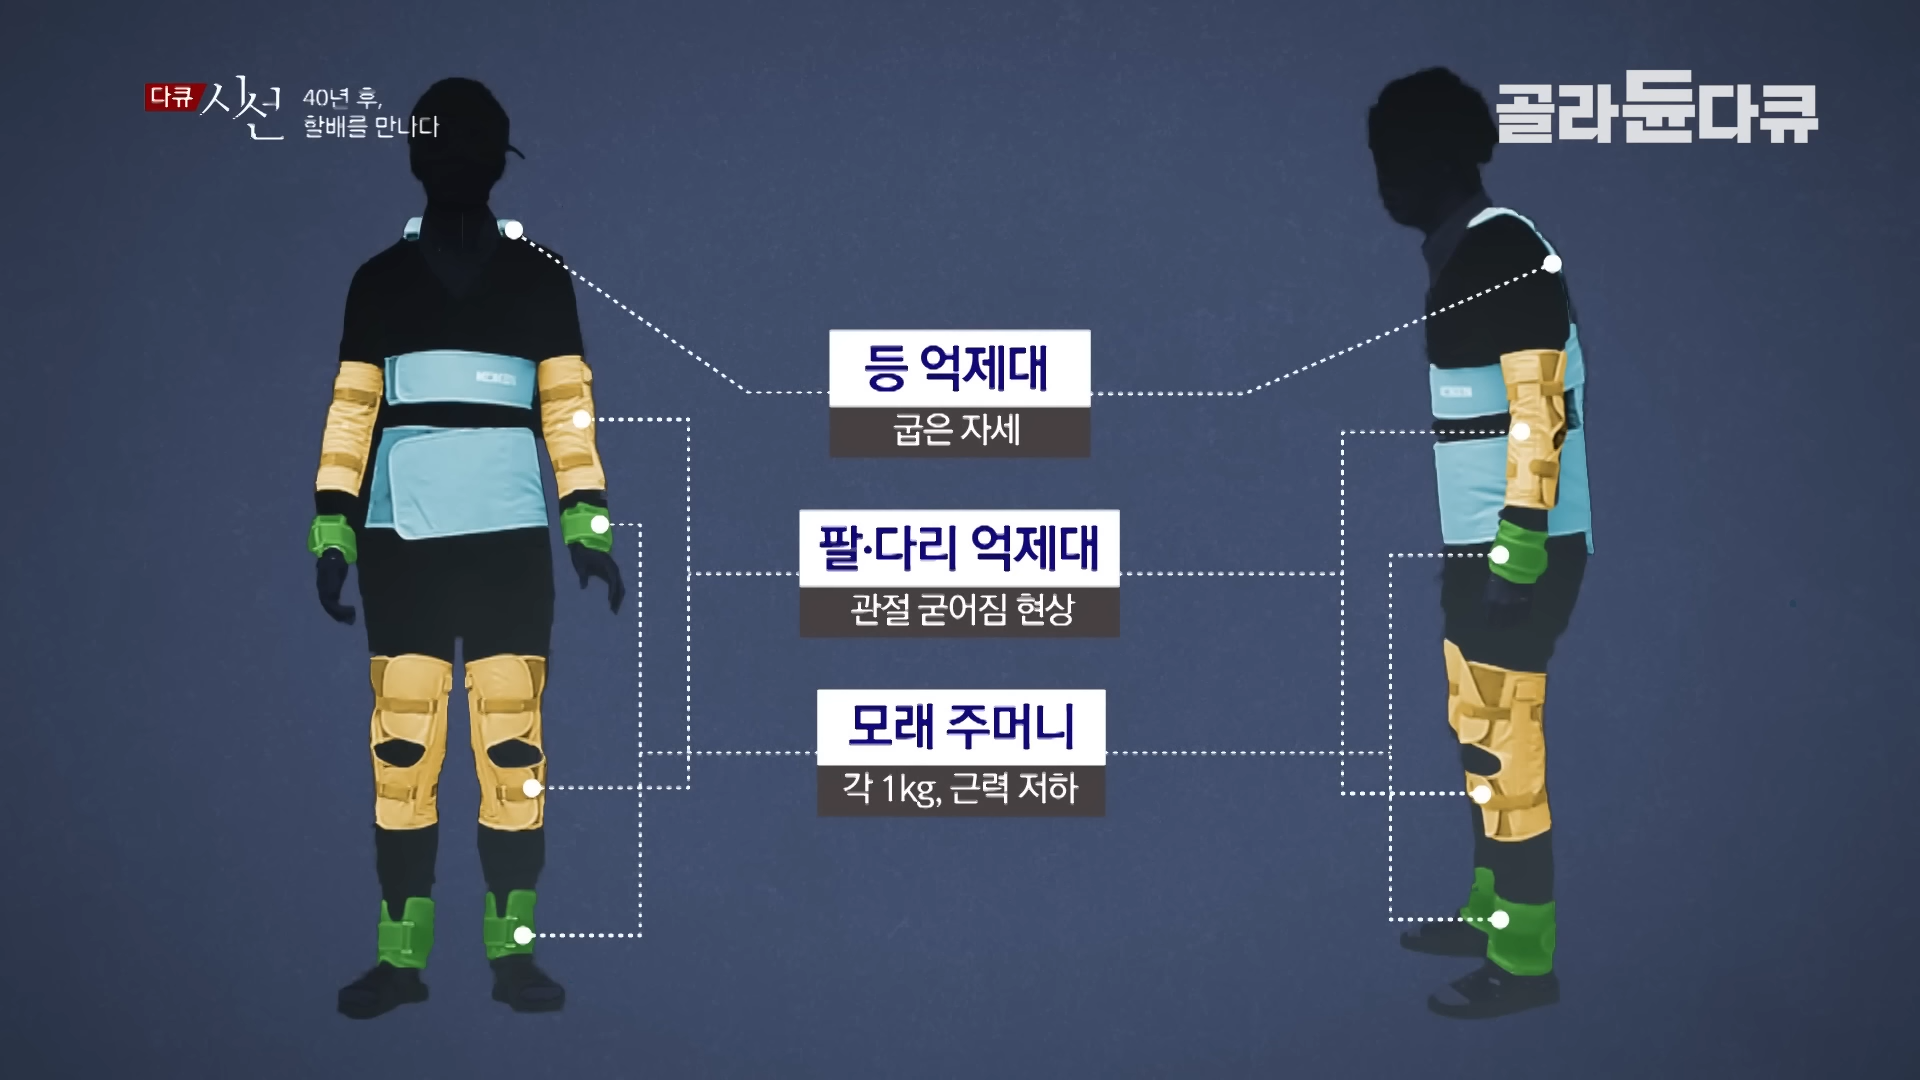 다큐 시선
40년 후,
할배를 만나다
골라듄다큐
등 억제대
굽은 자세
팔·다리 억제대
관절 굳어짐 현상
모래 주머니
각 1kg, 근력 저하